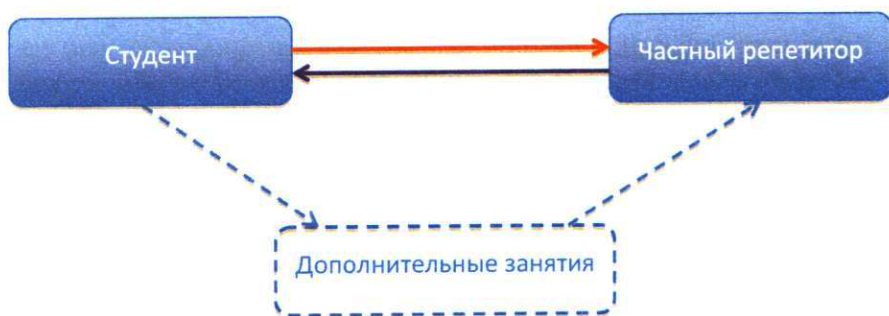 Студент
Частный репетитор
Дополнительные занятия